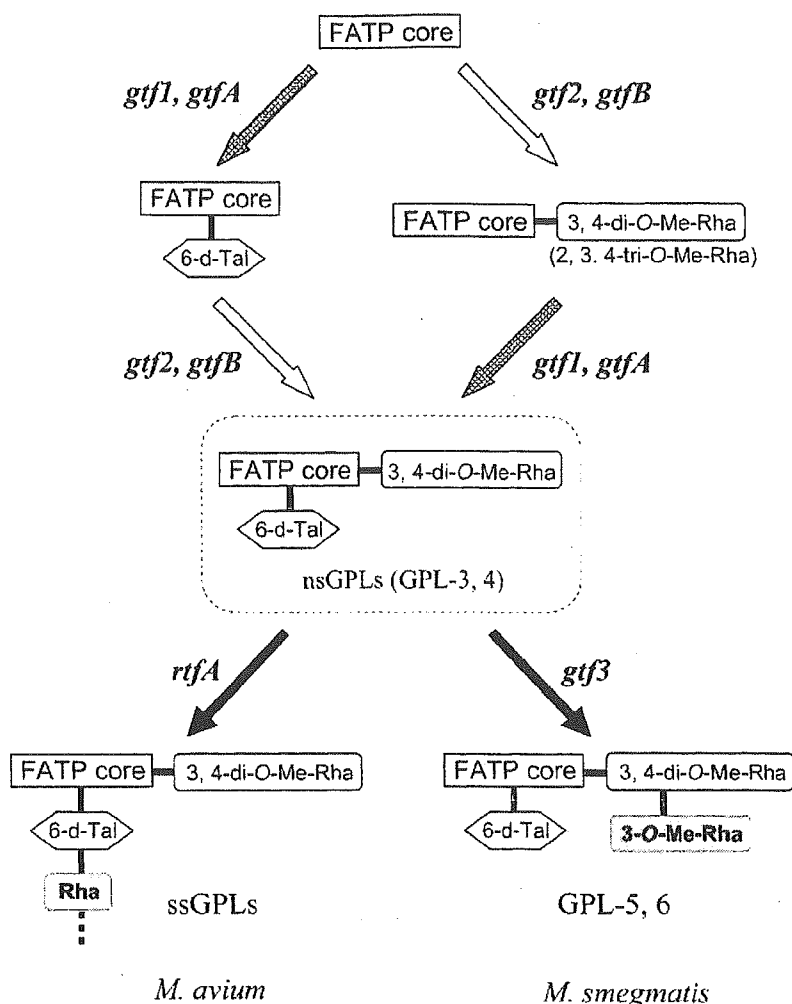 FATP core
gtf1, gtfA
gtf2, gtfB
FATP core
6-d-Tal
FATP core
3, 4-di-O-Me-Rha
(2, 3. 4-tri-O-Me-Rha)
gtf2, gtfB
gtf1, gtfA
FATP core
3, 4-di-O-Me-Rha
6-d-Tal
nsGPLs (GPL-3, 4)
rtfA
gtf3
FATP core
3, 4-di-O-Me-Rha
6-d-Tal
Rha
ssGPLs
FATP core
3, 4-di-O-Me-Rha
6-d-Tal
3-O-Me-Rha
GPL-5, 6
M. avium
M. smegmatis